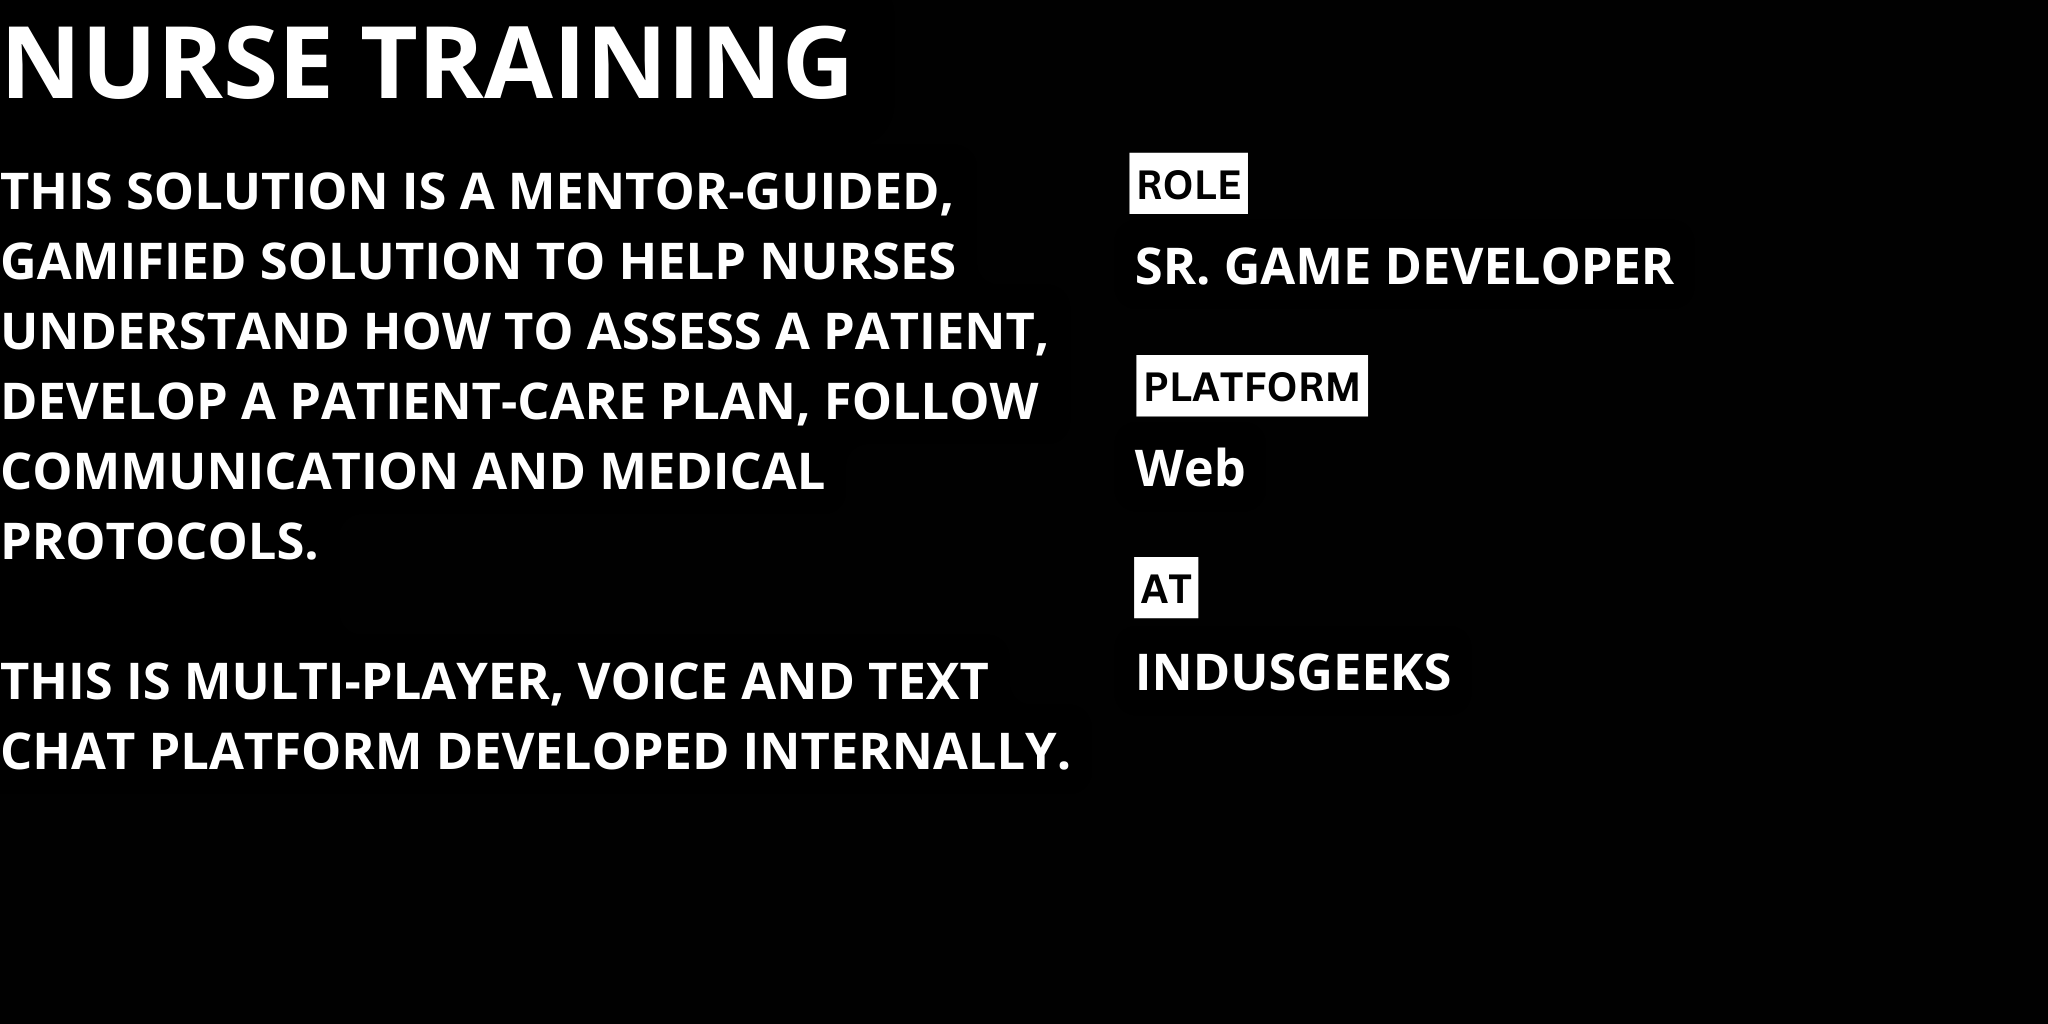 NURSE TRAINING
THIS SOLUTION IS A MENTOR-GUIDED,
GAMIFIED SOLUTION TO HELP NURSES
UNDERSTAND HOW TO ASSESS A PATIENT,
DEVELOP A PATIENT-CARE PLAN, FOLLOW
COMMUNICATION AND MEDICAL
PROTOCOLS.
THIS IS MULTI-PLAYER, VOICE AND TEXT
CHAT PLATFORM DEVELOPED INTERNALLY.
ROLE
SR. GAME DEVELOPER
PLATFORM
Web
AT
INDUSGEEKS